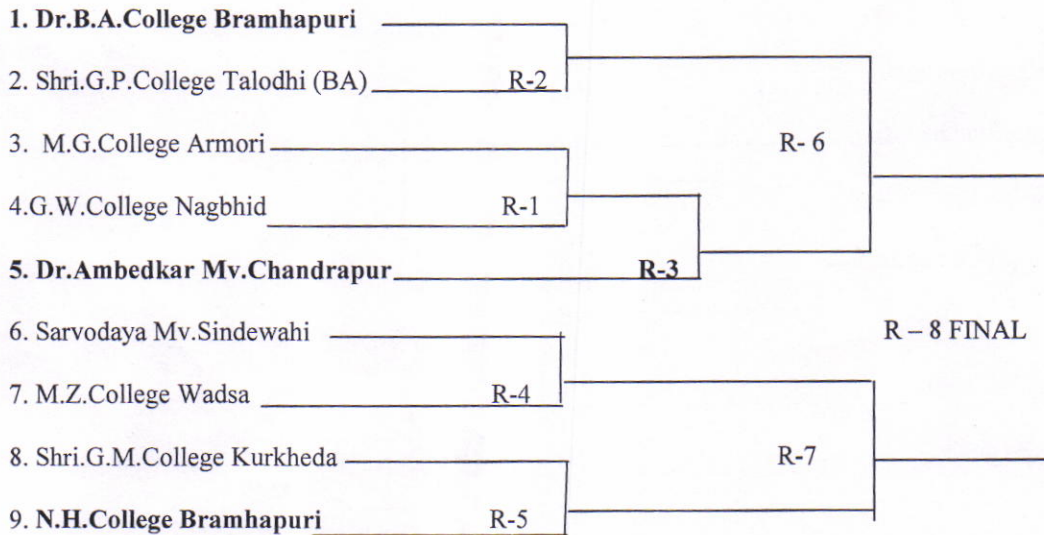 1. Dr.B.A.College Bramhapuri
2. Shri.G.P.College Talodhi (BA) R-2
3. M.G.College Armori R- 6
4.G.W.College Nagbhid R-1
5. Dr.Ambedkar Mv.Chandrapur R-3
6. Sarvodaya Mv.Sindewahi R – 8 FINAL
7. M.Z.College Wadsa R-4
8. Shri.G.M.College Kurkheda R-7
9. N.H.College Bramhapuri R-5